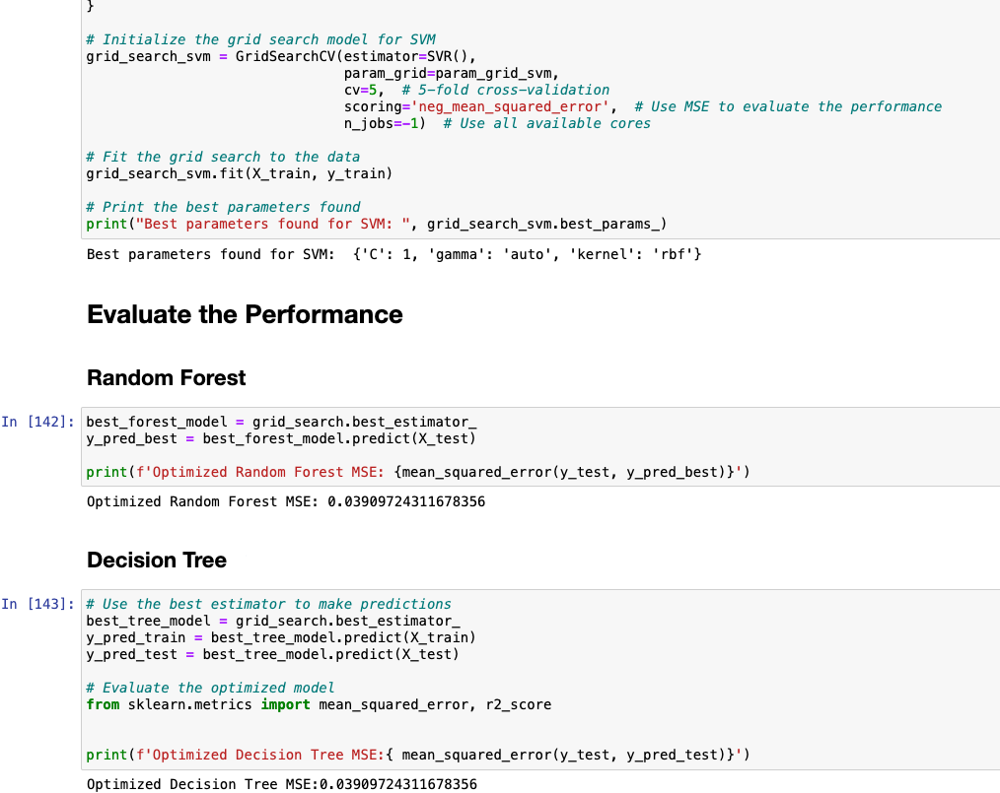 }
# Initialize the grid search model for SVM
grid_search_svm = GridSearchCV(estimator=SVR(),
param_grid=param_grid_svm,
cv=5,  # 5-fold cross-validation
scoring='neg_mean_squared_error',  # Use MSE to evaluate the performance
n_jobs=-1)  # Use all available cores
# Fit the grid search to the data
grid_search_svm.fit(X_train, y_train)
# Print the best parameters found
print("Best parameters found for SVM: ", grid_search_svm.best_params_)
Best parameters found for SVM:  {'C': 1, 'gamma': 'auto', 'kernel': 'rbf'}
Evaluate the Performance
Random Forest
In [142]: best_forest_model = grid_search.best_estimator_
y_pred_best = best_forest_model.predict(X_test)
print(f'Optimized Random Forest MSE: {mean_squared_error(y_test, y_pred_best)}')
Optimized Random Forest MSE: 0.03909724311678356
Decision Tree
In [143]: # Use the best estimator to make predictions
best_tree_model = grid_search.best_estimator_
y_pred_train = best_tree_model.predict(X_train)
y_pred_test = best_tree_model.predict(X_test)
# Evaluate the optimized model
from sklearn.metrics import mean_squared_error, r2_score
print(f'Optimized Decision Tree MSE:{ mean_squared_error(y_test, y_pred_test)}')
Optimized Decision Tree MSE:0.03909724311678356